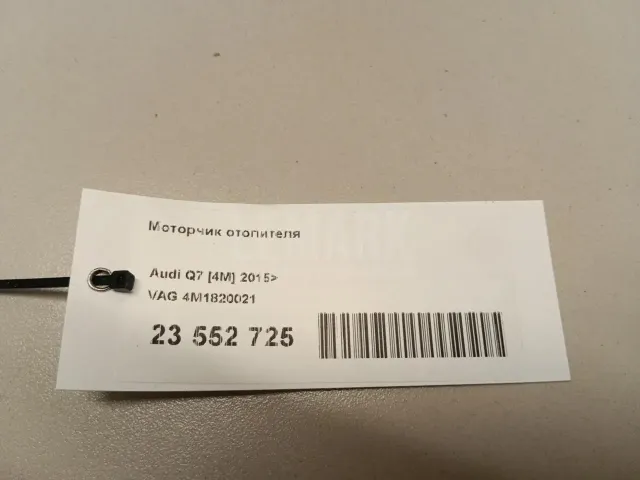 Моторчик отопителя
Audi Q7 [4M] 2015>
VAG 4M1820021
23 552 725